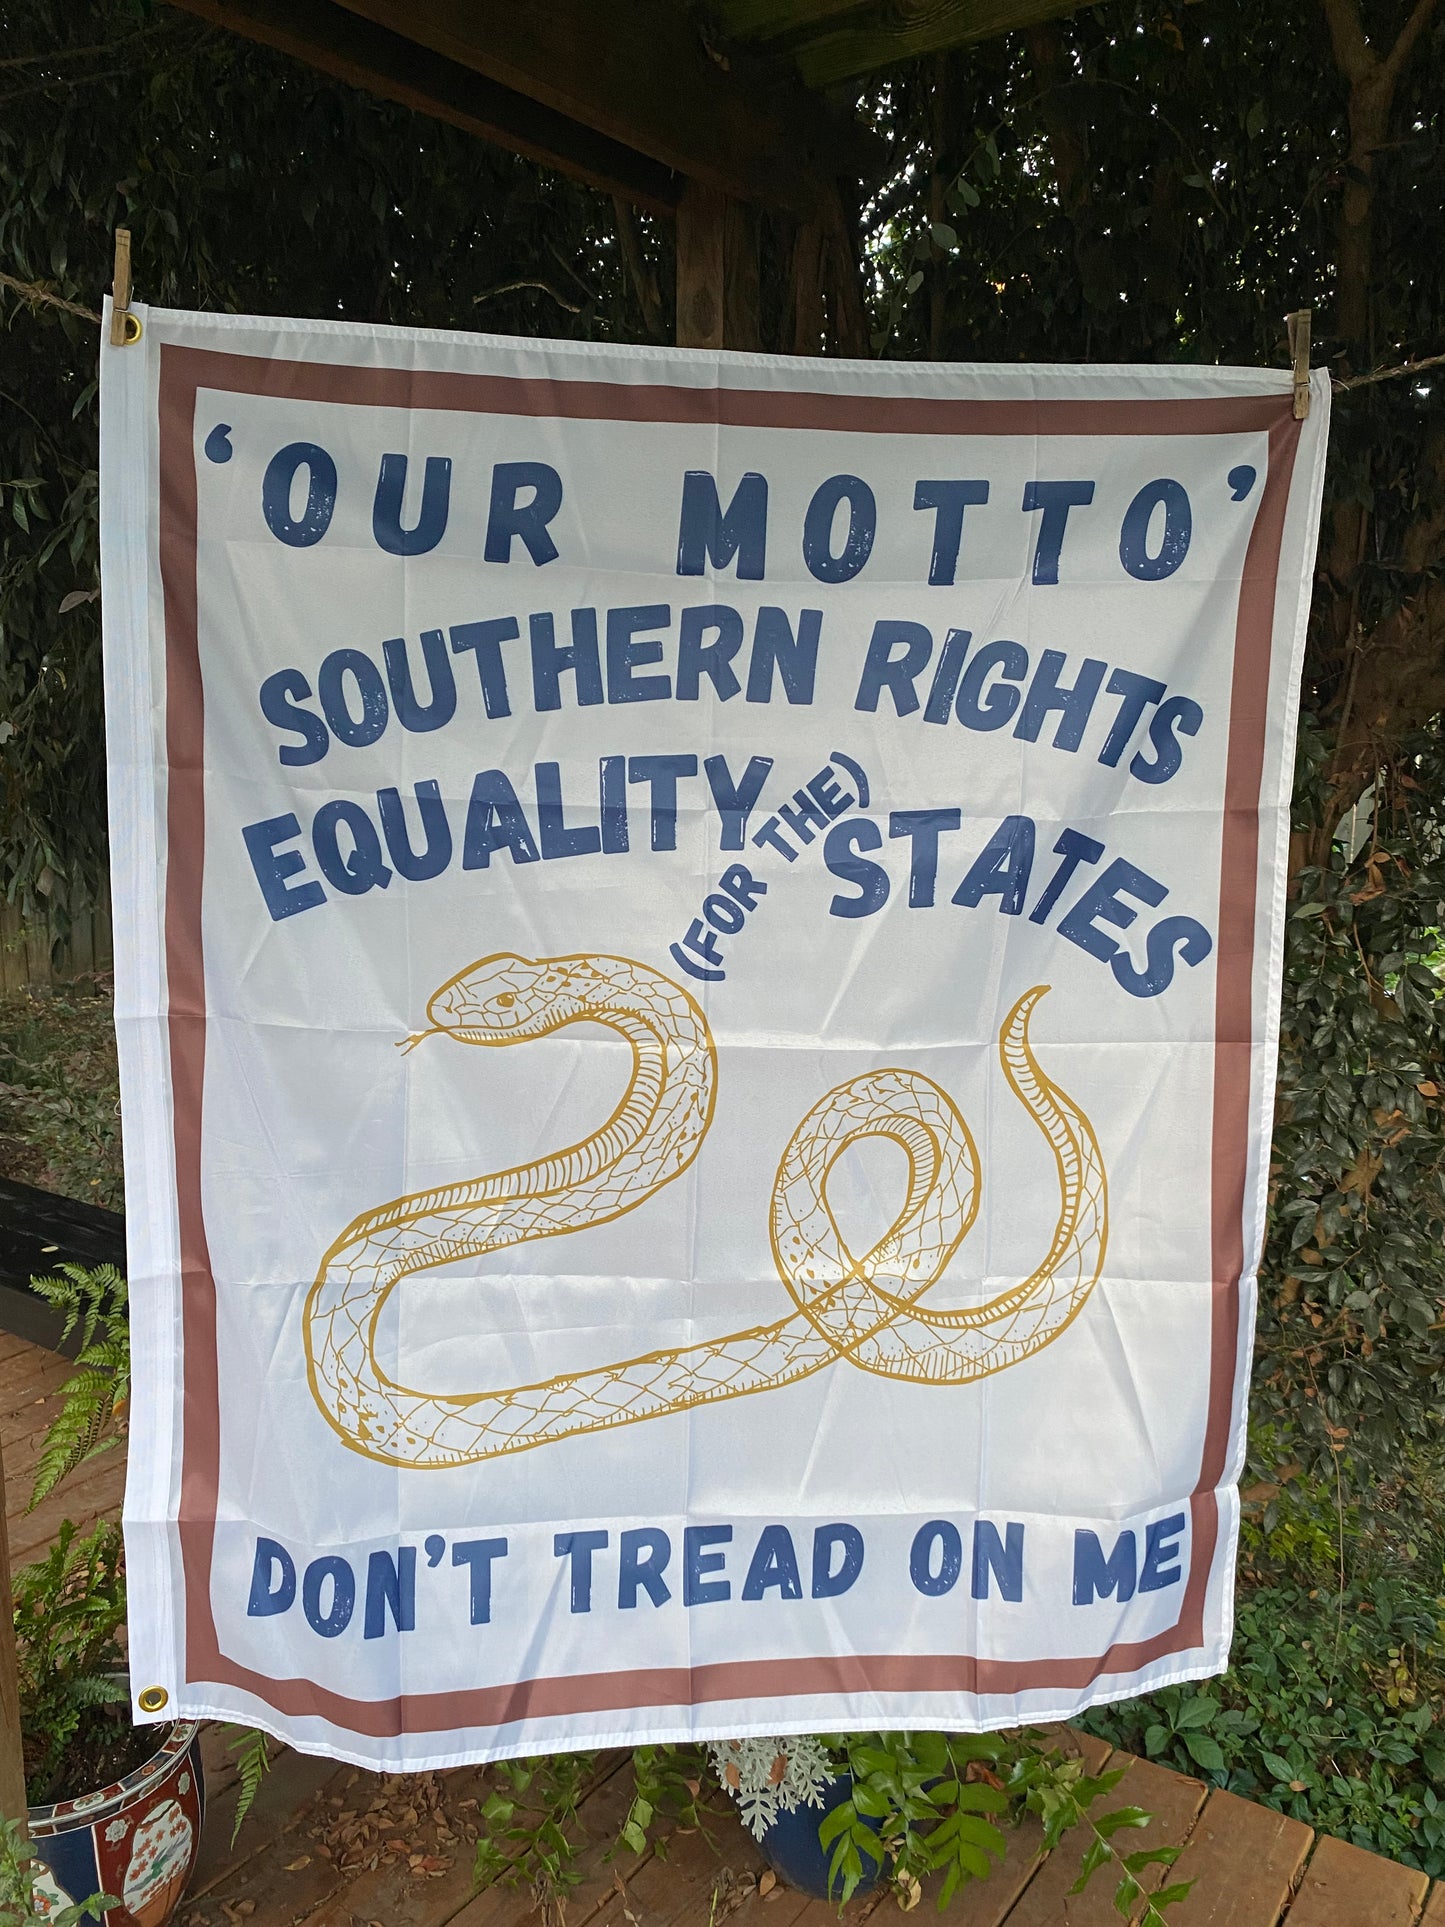 ‘OUR MOTTO’
SOUTHERN RIGHTS
EQUALITY (FOR THE) STATES
DON’T TREAD ON ME